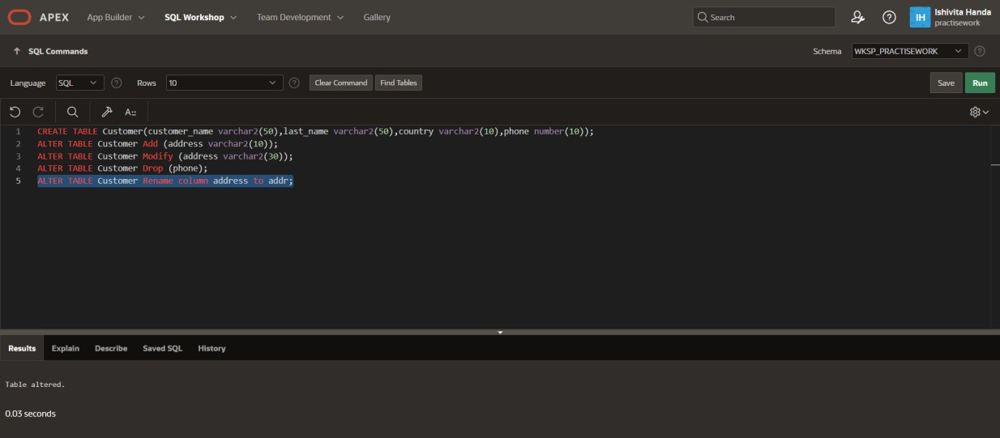 APEX App Builder SQL Workshop Team Development Gallery Search IH Ishivita Handa
practisework
SQL Commands Schema WKSP_PRACTISEWORK
Language SQL Rows 10 Clear Command Find Tables Save Run
A
1 CREATE TABLE Customer(customer_name varchar2(50),last_name varchar2(50),country varchar2(10),phone number(10));
2 ALTER TABLE Customer Add (address varchar2(10));
3 ALTER TABLE Customer Modify (address varchar2(30));
4 ALTER TABLE Customer Drop (phone);
5 ALTER TABLE Customer Rename column address to addr;
Results Explain Describe Saved SQL History
Table altered.
0.03 seconds